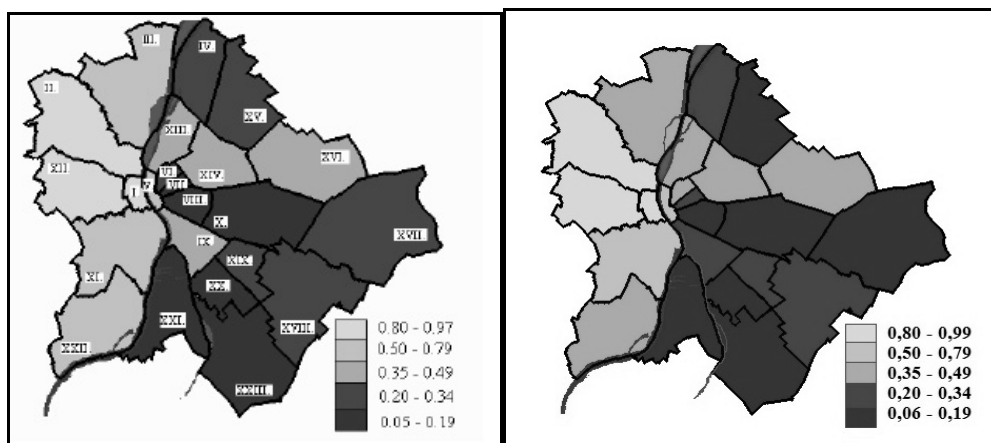 III.
IV.
II.
XV.
XIII.
XVI.
XII.
VI.
XIV.
I.
V.
VII.
VIII.
X.
XVII.
IX.
XI.
XIX.
XX.
XXI.
XVIII.
XXII.
XXIII.
0.80 - 0.97
0.50 - 0.79
0.35 - 0.49
0.20 - 0.34
0.05 - 0.19
0,80 - 0,99
0,50 - 0,79
0,35 - 0,49
0,20 - 0,34
0,06 - 0,19